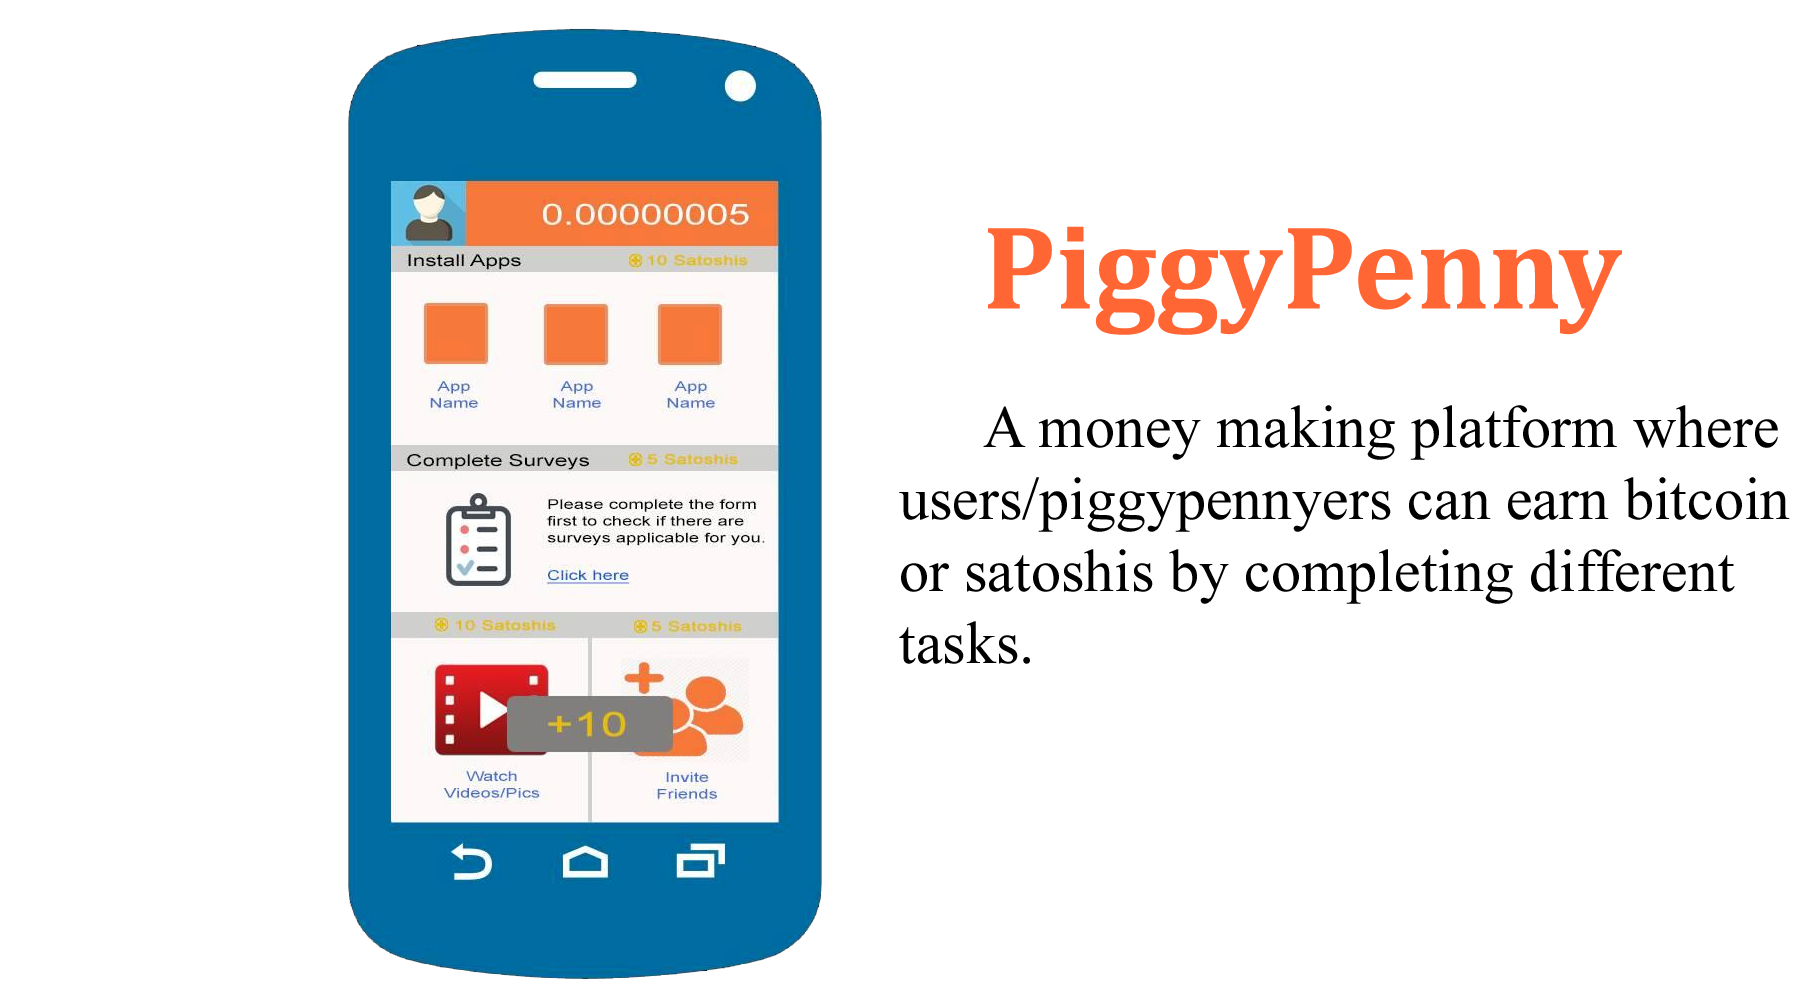 0.00000005
Install Apps 10 Satoshis
App
Name
App
Name
App
Name
Complete Surveys 5 Satoshis
Please complete the form
first to check if there are
surveys applicable for you.
Click here
10 Satoshis 5 Satoshis
+10
Watch
Videos/Pics
Invite
Friends
PiggyPenny
A money making platform where
users/piggypennyers can earn bitcoin
or satoshis by completing different
tasks.